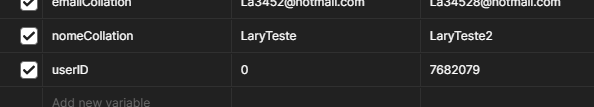 emailCollation La3452@hotmail.com La34528@hotmail.com
nomeCollation LaryTeste LaryTeste2
userID 0 7682079
Add new variable